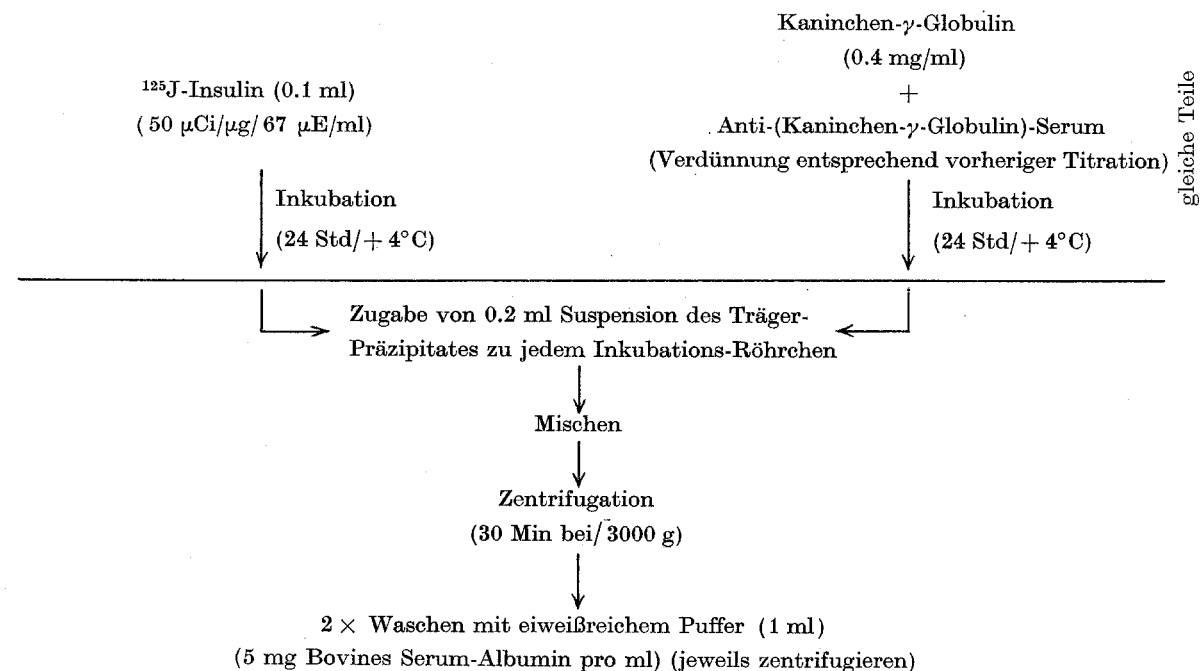 ¹²⁵J-Insulin (0.1 ml)
(50 μCi/μg/ 67 μE/ml)
Inkubation
(24 Std/+ 4°C)
Kaninchen-γ-Globulin
(0.4 mg/ml)
+
Anti-(Kaninchen-γ-Globulin)-Serum
(Verdünnung entsprechend vorheriger Titration)
gleiche Teile
Inkubation
(24 Std/+ 4°C)
Zugabe von 0.2 ml Suspension des Träger-
Präzipitates zu jedem Inkubations-Röhrchen
Mischen
Zentrifugation
(30 Min bei/ 3000 g)
2 × Waschen mit eiweißreichem Puffer (1 ml)
(5 mg Bovines Serum-Albumin pro ml) (jeweils zentrifugieren)